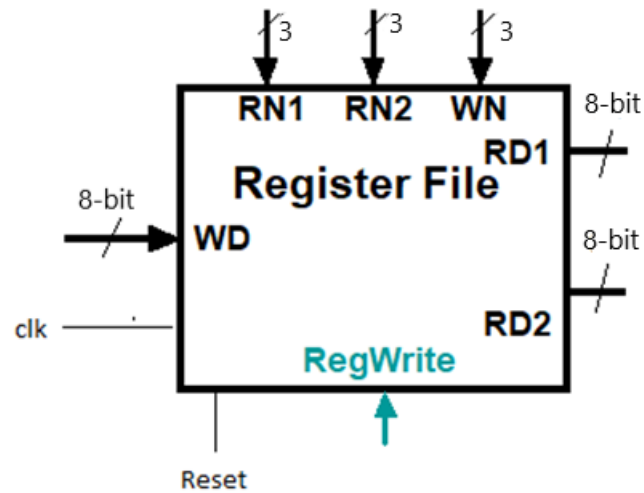 3 3 3
RN1 RN2 WN
8-bit
RD1
Register File
8-bit
WD
8-bit
clk
RD2
RegWrite
Reset